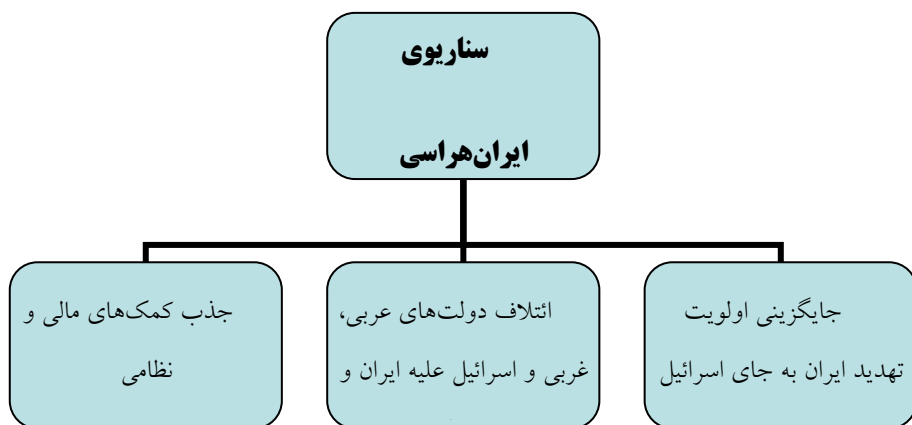 سناریوی
ایران‌هراسی
جایگزینی اولویت
تهدید ایران به جای اسرائیل
ائتلاف دولت‌های عربی،
غربی و اسرائیل علیه ایران و
جذب کمک‌های مالی و
نظامی